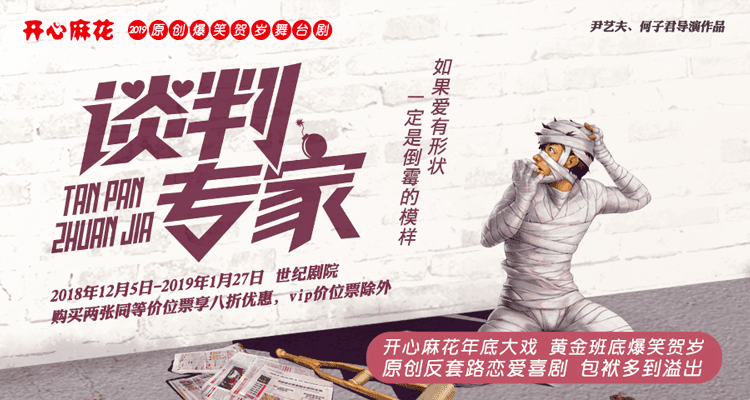 开心麻花 2019原创爆笑贺岁舞台剧
尹艺夫、何子君导演作品
谈判
专家
TAN PAN
ZHUAN JIA
如果爱有形状
一定是倒霉的模样
2018年12月5日-2019年1月27日 世纪剧院
购买两张同等价位票享八折优惠，vip价位票除外
开心麻花年底大戏 黄金班底爆笑贺岁
原创反套路恋爱喜剧 包袱多到溢出